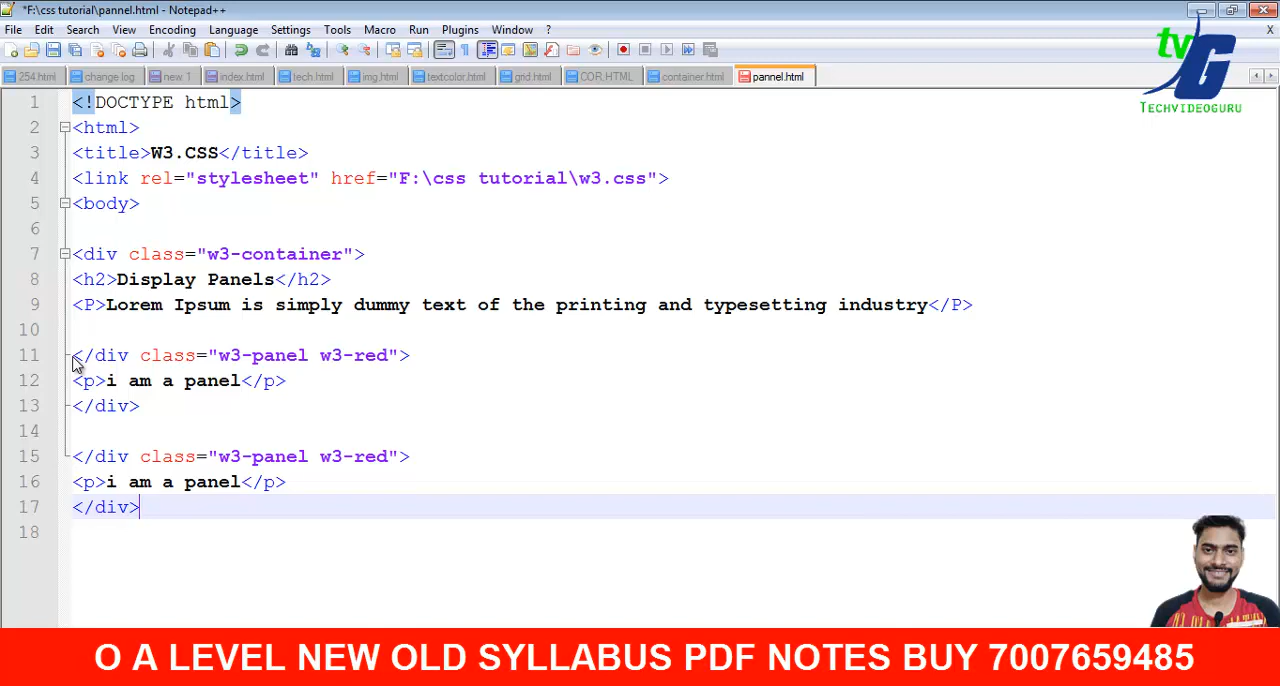 *F:\css tutorial\pannel.html - Notepad++
File Edit Search View Encoding Language Settings Tools Macro Run Plugins Window ?
X
254.html change.log new 1 index.html tech.html img.html textcolor.html grid.html COR.HTML container.html pannel.html
tvG
TECHVIDEOGURU
1 <!DOCTYPE html>
2 <html>
3 <title>W3.CSS</title>
4 <link rel="stylesheet" href="F:\css tutorial\w3.css">
5 <body>
6
7 <div class="w3-container">
8 <h2>Display Panels</h2>
9 <P>Lorem Ipsum is simply dummy text of the printing and typesetting industry</P>
10
11 </div class="w3-panel w3-red">
12 <p>i am a panel</p>
13 </div>
14
15 </div class="w3-panel w3-red">
16 <p>i am a panel</p>
17 </div>
18
O A LEVEL NEW OLD SYLLABUS PDF NOTES BUY 7007659485